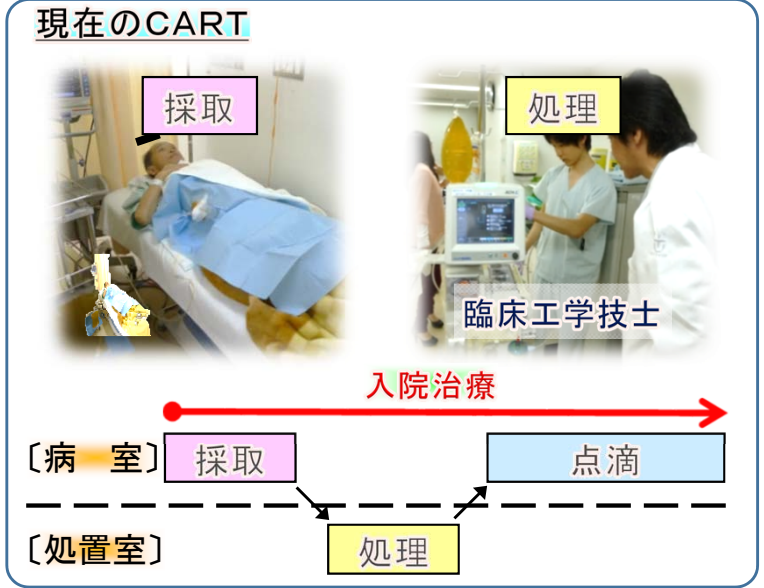 現在のCART
採取
処理
臨床工学技士
入院治療
〔病 室〕
採取
点滴
〔処置室〕
処理